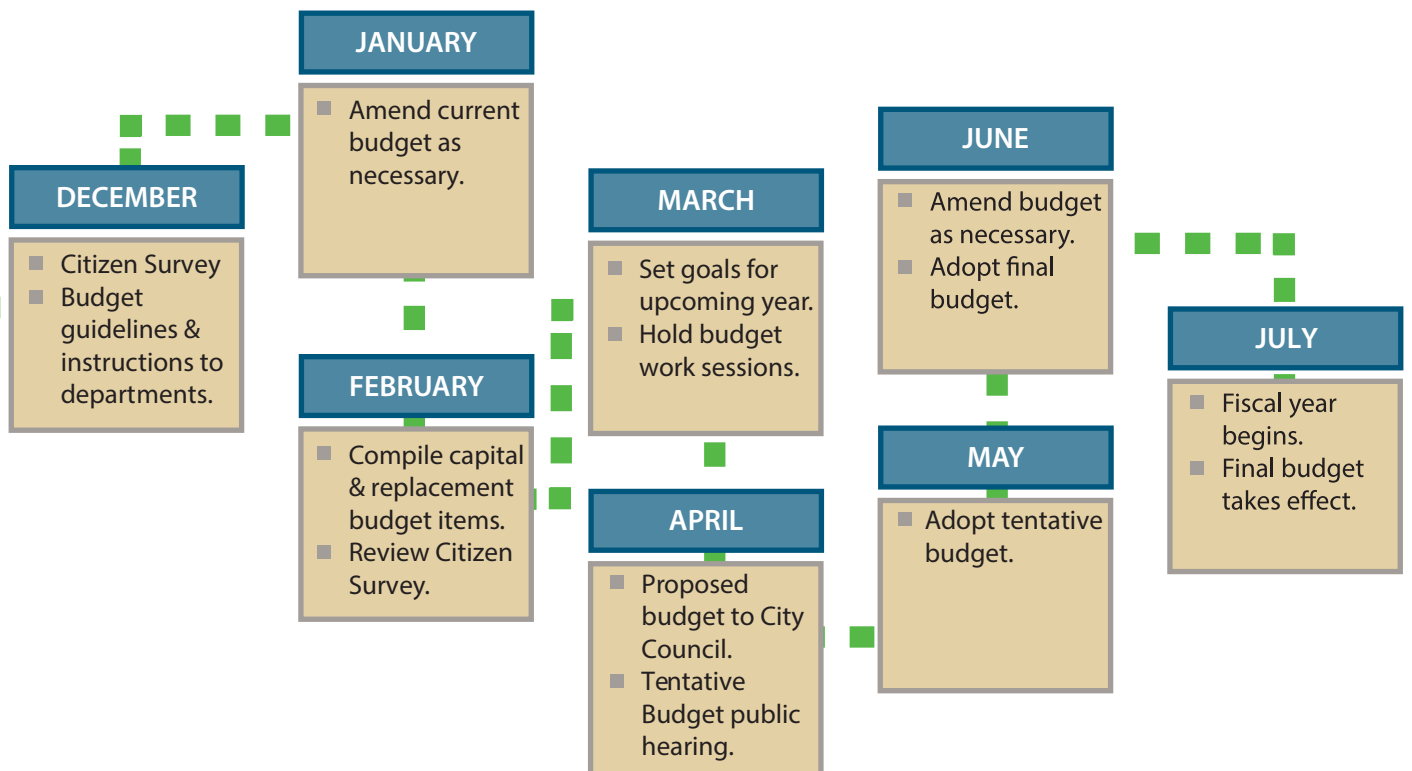 DECEMBER
Citizen Survey
Budget
guidelines &
instructions to
departments.
JANUARY
Amend current
budget as
necessary.
FEBRUARY
Compile capital
& replacement
budget items.
Review Citizen
Survey.
MARCH
Set goals for
upcoming year.
Hold budget
work sessions.
APRIL
Proposed
budget to City
Council.
Tentative
Budget public
hearing.
MAY
Adopt tentative
budget.
JUNE
Amend budget
as necessary.
Adopt final
budget.
JULY
Fiscal year
begins.
Final budget
takes effect.